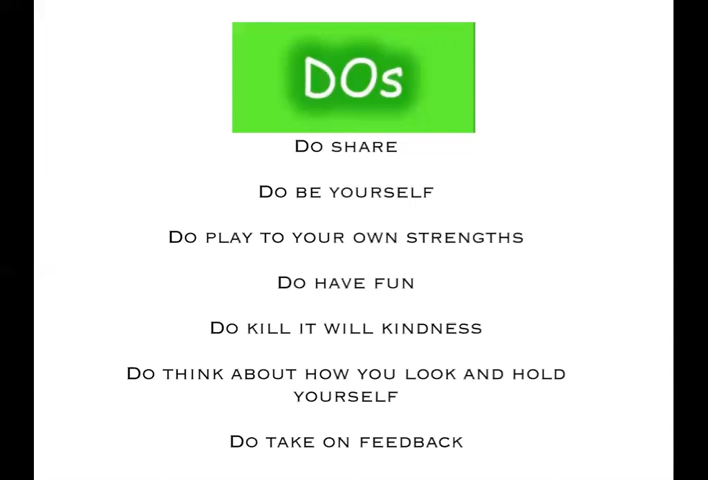 DOs
Do share
Do be yourself
Do play to your own strengths
Do have fun
Do kill it will kindness
Do think about how you look and hold
yourself
Do take on feedback